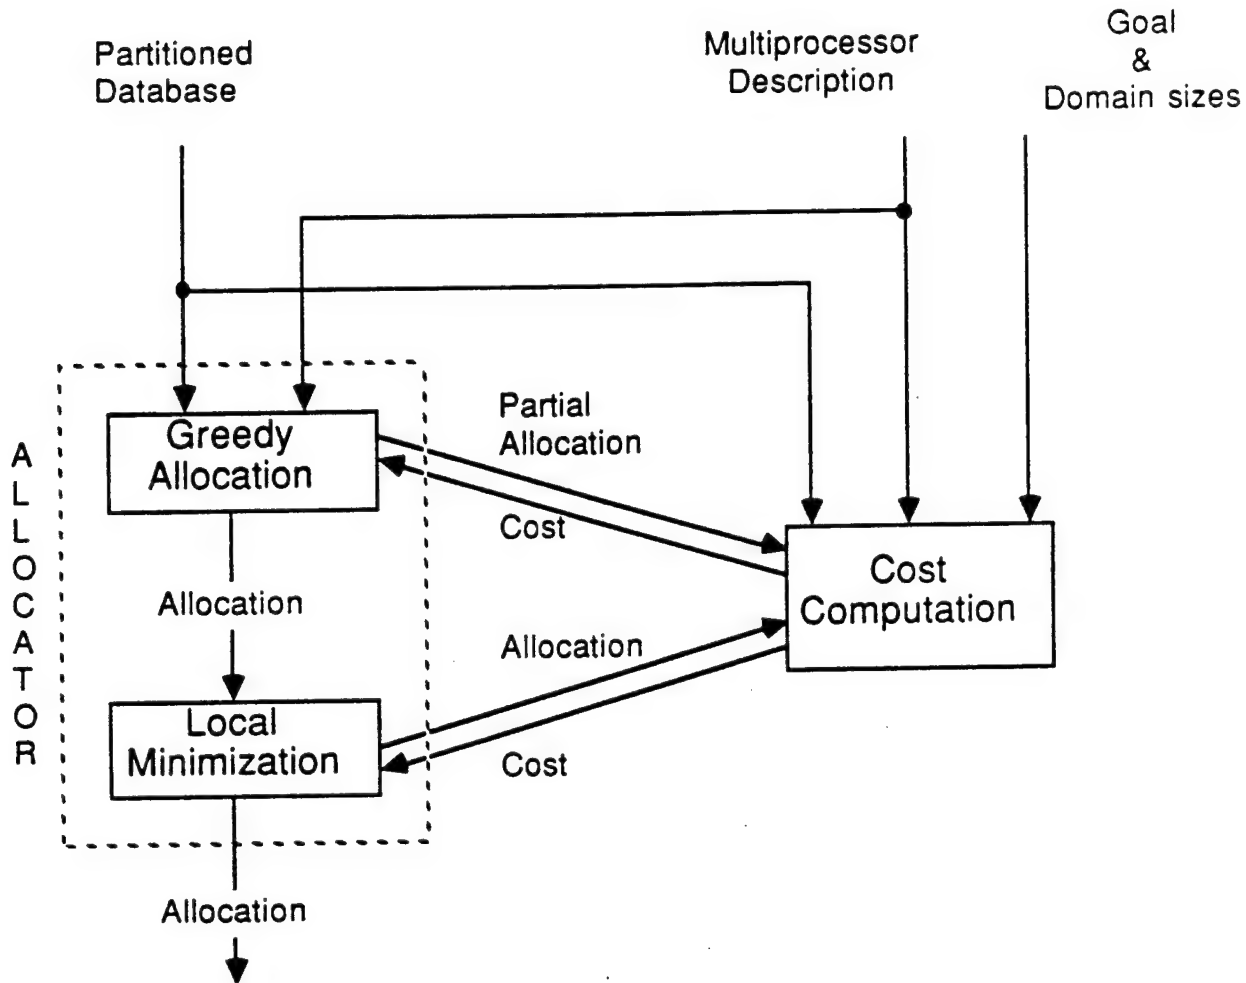 Partitioned
Database
Multiprocessor
Description
Goal
&
Domain sizes
ALLOCATOR
Greedy
Allocation
Partial
Allocation
Cost
Cost
Computation
Allocation
Allocation
Local
Minimization
Cost
Allocation